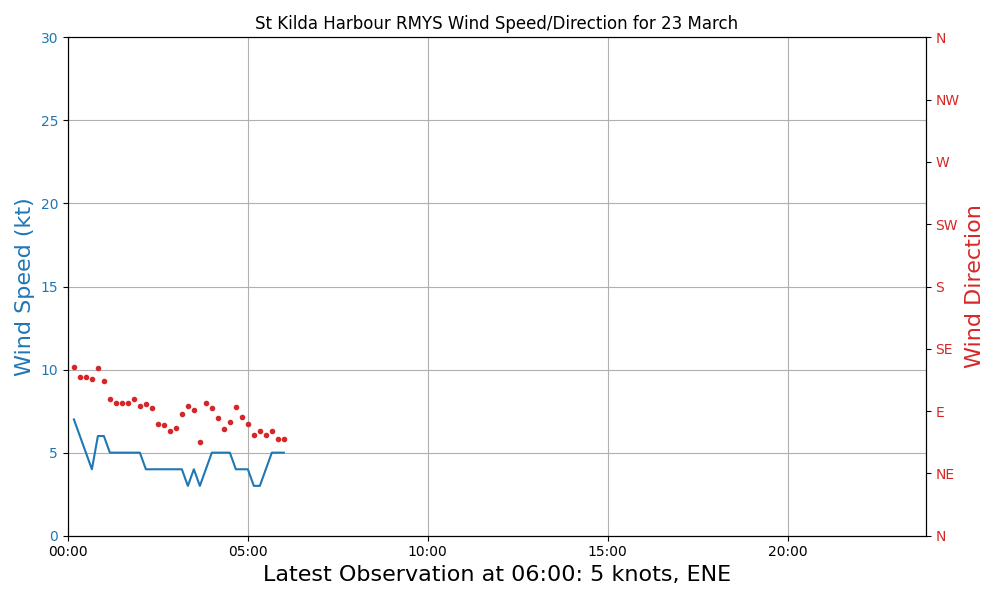 St Kilda Harbour RMYS Wind Speed/Direction for 23 March
Wind Speed (kt)
30
25
20
15
10
5
0
00:00
05:00
10:00
15:00
20:00
N
NW
W
SW
S
SE
E
NE
N
Wind Direction
Latest Observation at 06:00: 5 knots, ENE